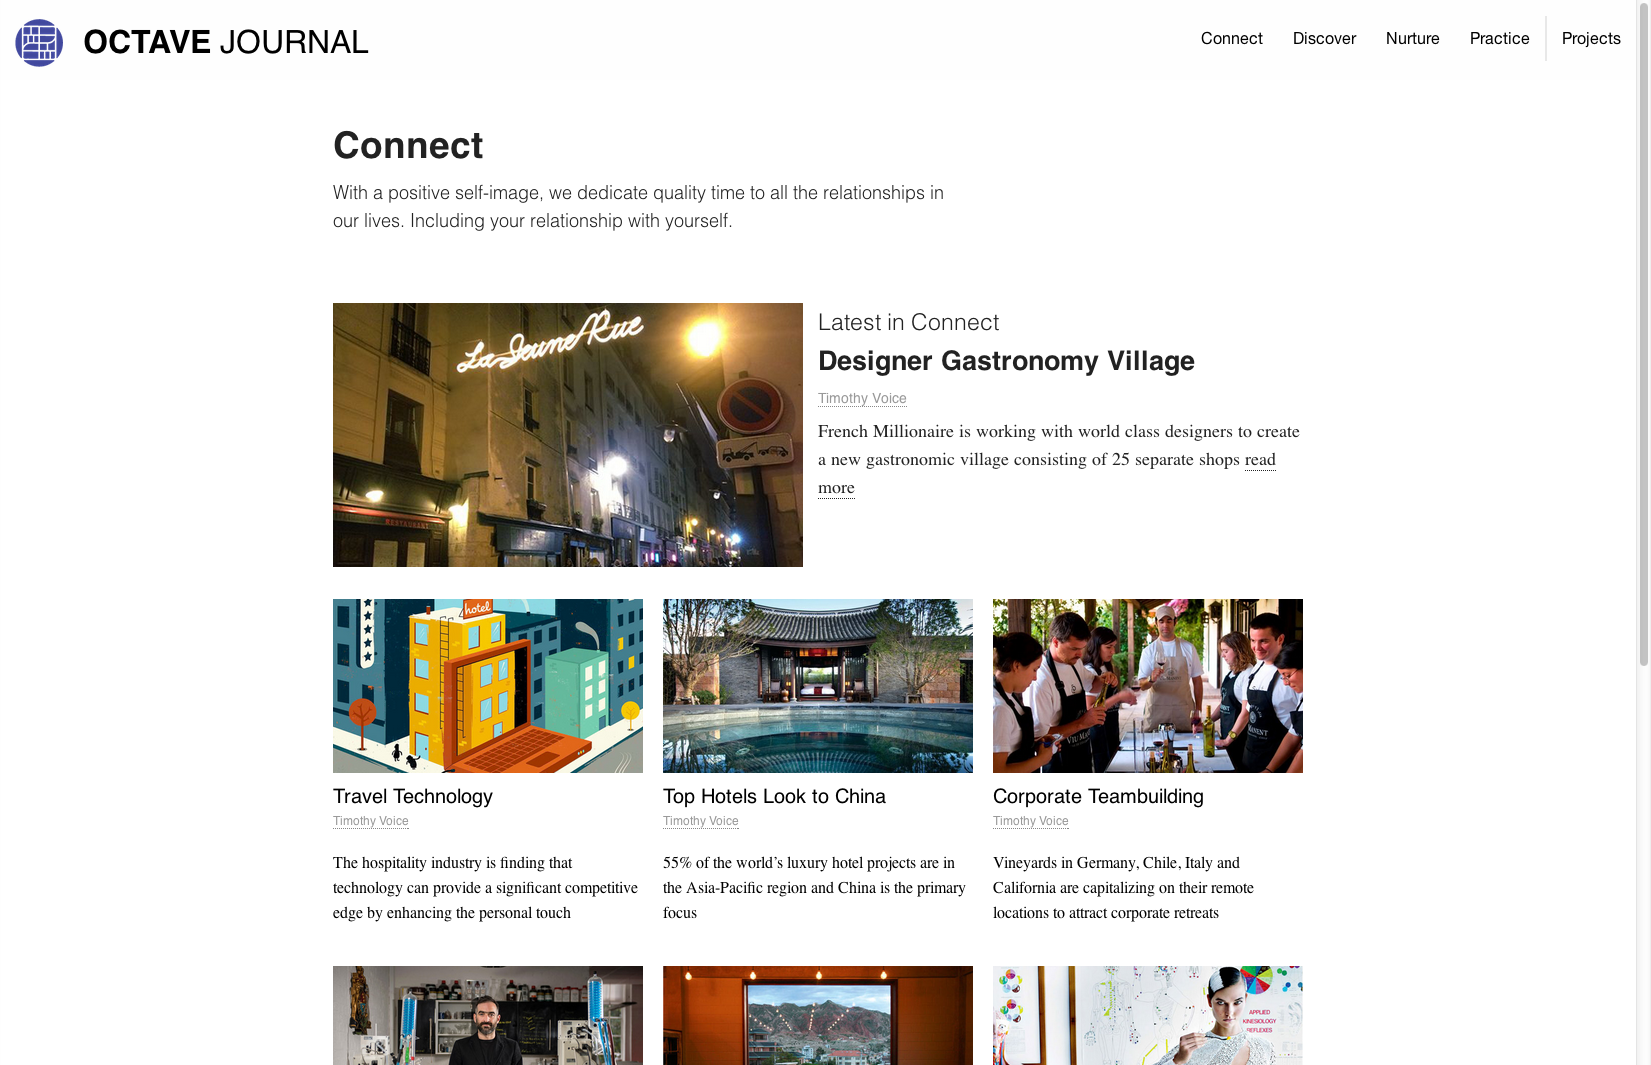 OCTAVE JOURNAL
Connect
Discover
Nurture
Practice
Projects
Connect
With a positive self-image, we dedicate quality time to all the relationships in
our lives. Including your relationship with yourself.
La Jeune Rue
RESTAURANT
Latest in Connect
Designer Gastronomy Village
Timothy Voice
French Millionaire is working with world class designers to create
a new gastronomic village consisting of 25 separate shops read
more
hotel
Travel Technology
Timothy Voice
The hospitality industry is finding that
technology can provide a significant competitive
edge by enhancing the personal touch
Top Hotels Look to China
Timothy Voice
55% of the world’s luxury hotel projects are in
the Asia-Pacific region and China is the primary
focus
Corporate Teambuilding
Timothy Voice
Vineyards in Germany, Chile, Italy and
California are capitalizing on their remote
locations to attract corporate retreats
APPLIED
KINESIOLOGY
REFLEXES